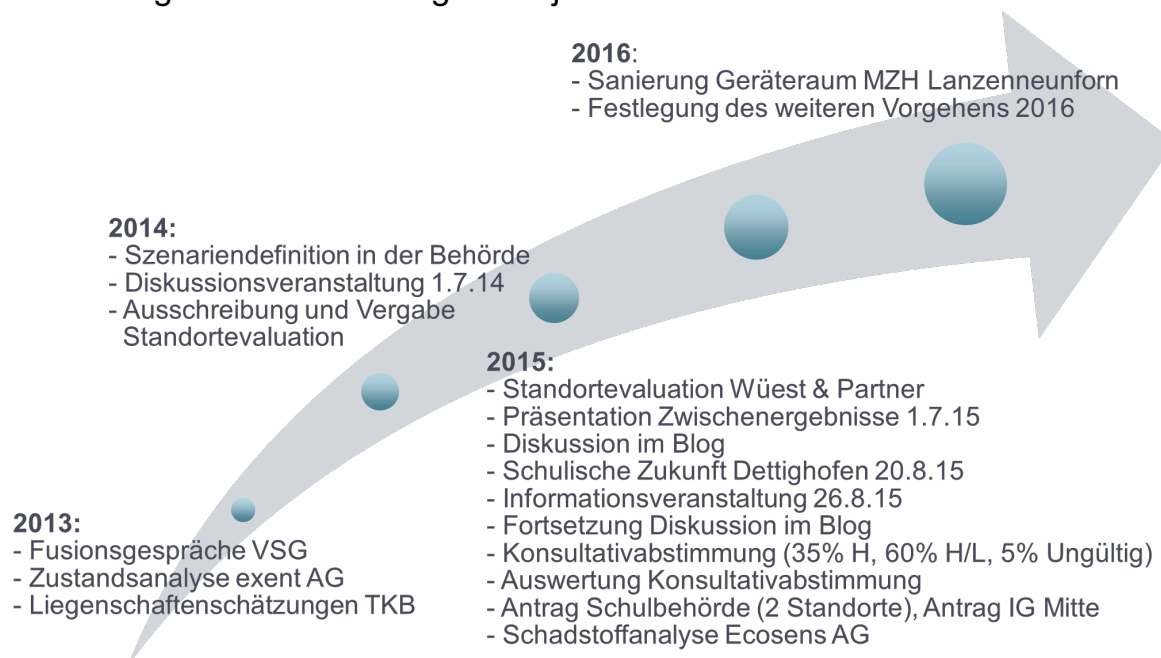 2013:
- Fusionsgespräche VSG
- Zustandsanalyse exent AG
- Liegenschaftenschätzungen TKB
2014:
- Szenariendefinition in der Behörde
- Diskussionsveranstaltung 1.7.14
- Ausschreibung und Vergabe
Standortevaluation
2015:
- Standortevaluation Wüest & Partner
- Präsentation Zwischenergebnisse 1.7.15
- Diskussion im Blog
- Schulische Zukunft Dettighofen 20.8.15
- Informationsveranstaltung 26.8.15
- Fortsetzung Diskussion im Blog
- Konsultativabstimmung (35% H, 60% H/L, 5% Ungültig)
- Auswertung Konsultativabstimmung
- Antrag Schulbehörde (2 Standorte), Antrag IG Mitte
- Schadstoffanalyse Ecosens AG
2016:
- Sanierung Geräteraum MZH Lanzenneunforn
- Festlegung des weiteren Vorgehens 2016